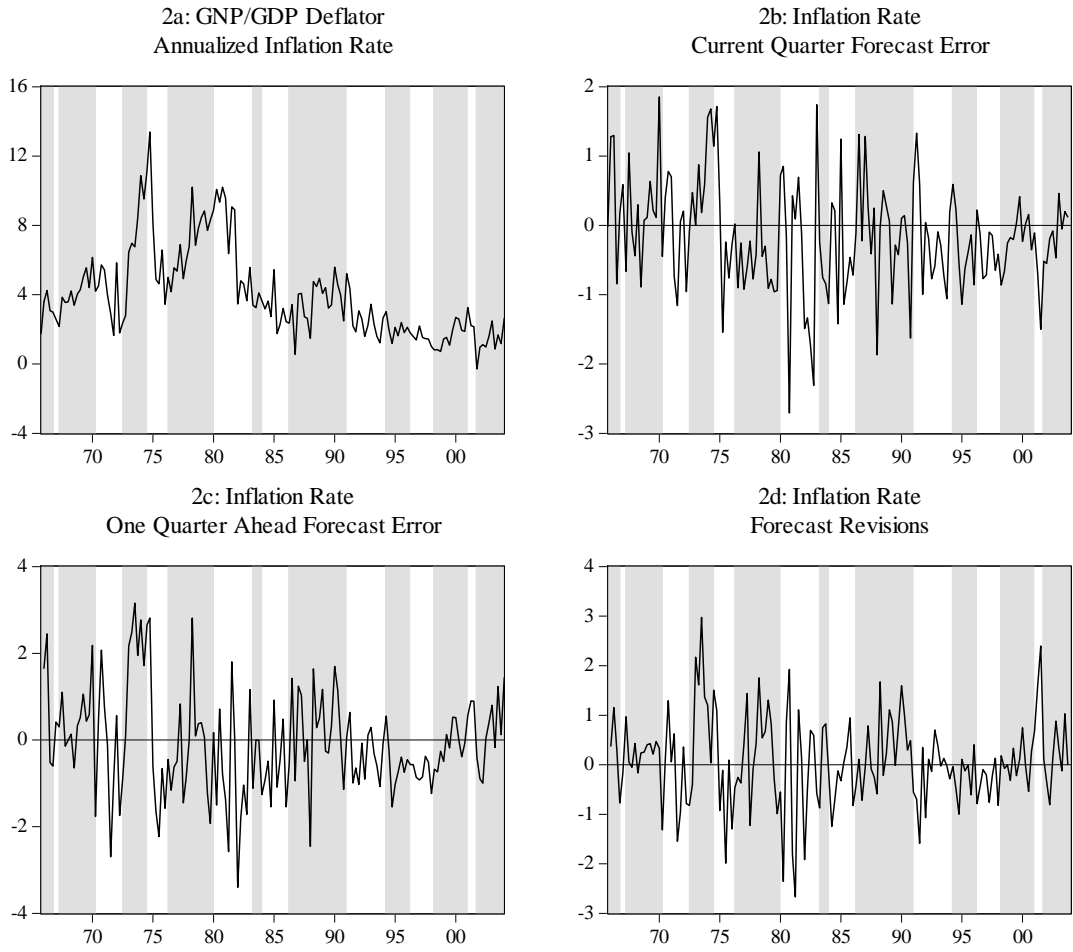 2a: GNP/GDP Deflator
Annualized Inflation Rate
16
12
8
4
0
-4
70 75 80 85 90 95 00
2b: Inflation Rate
Current Quarter Forecast Error
2
1
0
-1
-2
-3
70 75 80 85 90 95 00
2c: Inflation Rate
One Quarter Ahead Forecast Error
4
2
0
-2
-4
70 75 80 85 90 95 00
2d: Inflation Rate
Forecast Revisions
4
3
2
1
0
-1
-2
-3
70 75 80 85 90 95 00